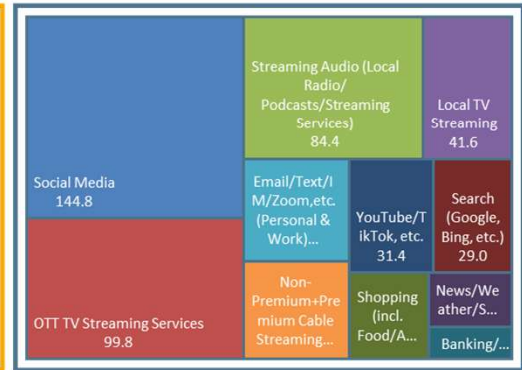 Social Media
144.8
OTT TV Streaming Services
99.8
Streaming Audio (Local
Radio/
Podcasts/Streaming
Services)
84.4
Local TV
Streaming
41.6
Email/Text/I
M/Zoom,etc.
(Personal &
Work)...
Non-
Premium+Pre
mium Cable
Streaming...
YouTube/T
ikTok, etc.
31.4
Search
(Google,
Bing, etc.)
29.0
Shopping
(incl.
Food/A...
News/We
ather/S...
Banking/...